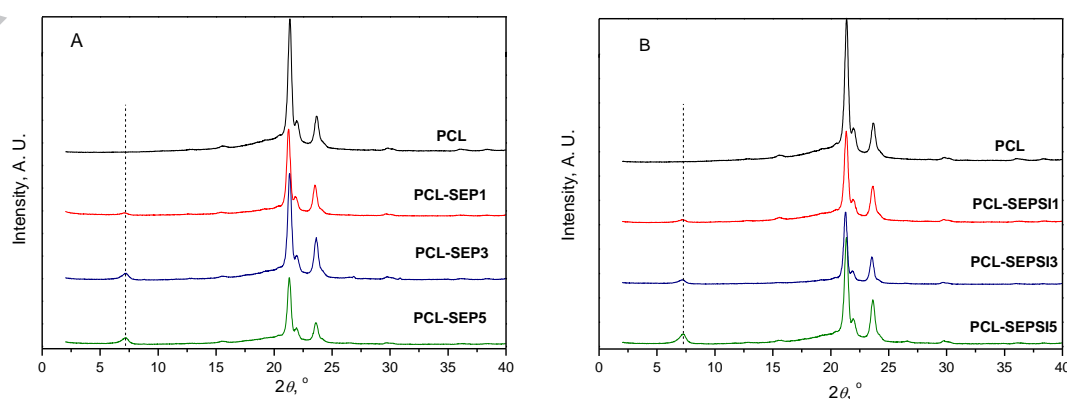 A
PCL
PCL-SEP1
PCL-SEP3
PCL-SEP5
Intensity, A. U.
0 5 10 15 20 25 30 35 40
2θ, °
B
PCL
PCL-SEPSI1
PCL-SEPSI3
PCL-SEPSI5
Intensity, A. U.
0 5 10 15 20 25 30 35 40
2θ, °